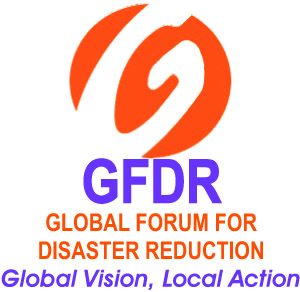 GFDR
GLOBAL FORUM FOR
DISASTER REDUCTION
Global Vision, Local Action